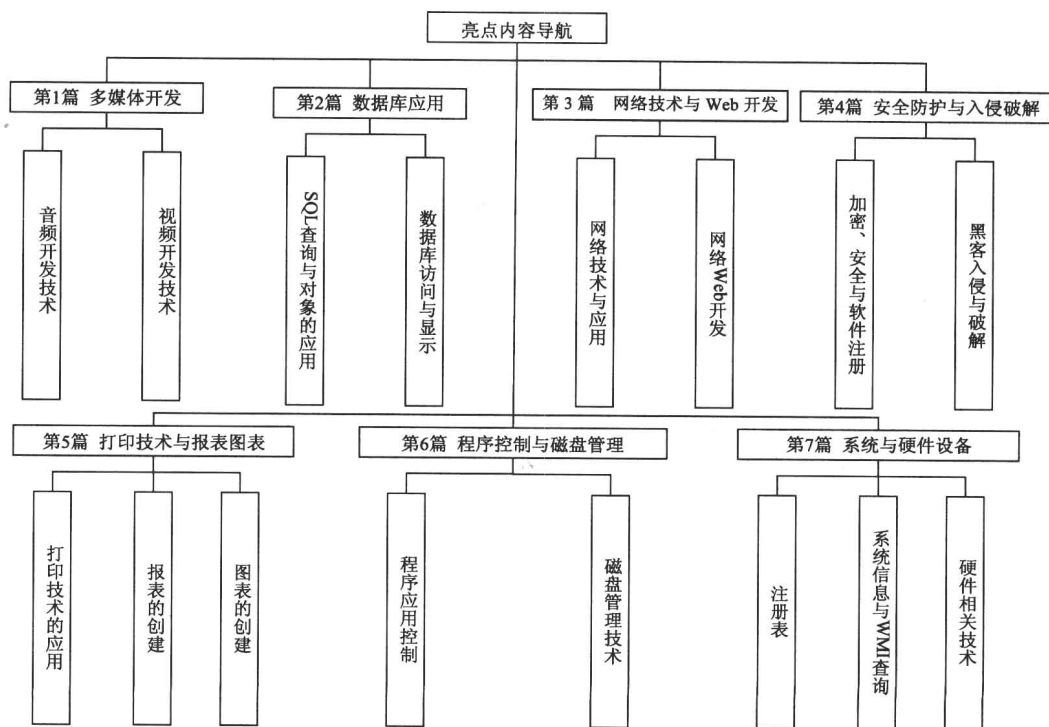 亮点内容导航
第1篇 多媒体开发
第2篇 数据库应用
第 3 篇 网络技术与 Web 开发
第4篇 安全防护与入侵破解
音频开发技术
视频开发技术
SQL查询与对象的应用
数据库访问与显示
网络技术与应用
网络Web开发
加密、安全与软件注册
黑客入侵与破解
第5篇 打印技术与报表图表
第6篇 程序控制与磁盘管理
第7篇 系统与硬件设备
打印技术的应用
报表的创建
图表的创建
程序应用控制
磁盘管理技术
注册表
系统信息与WMI查询
硬件相关技术